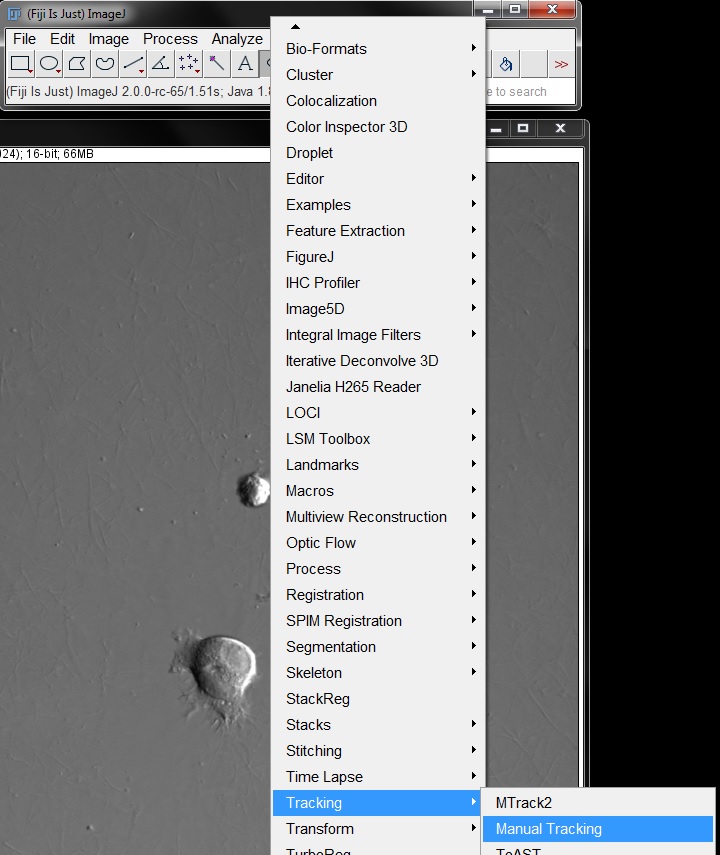 (Fiji Is Just) ImageJ
File Edit Image Process Analyze
A >>
(Fiji Is Just) ImageJ 2.0.0-rc-65/1.51s; Java 1.8 e to search
024); 16-bit; 66MB
Bio-Formats
Cluster
Colocalization
Color Inspector 3D
Droplet
Editor
Examples
Feature Extraction
FigureJ
IHC Profiler
Image5D
Integral Image Filters
Iterative Deconvolve 3D
Janelia H265 Reader
LOCI
LSM Toolbox
Landmarks
Macros
Multiview Reconstruction
Optic Flow
Process
Registration
SPIM Registration
Segmentation
Skeleton
StackReg
Stacks
Stitching
Time Lapse
Tracking
Transform
TurboReg
MTrack2
Manual Tracking
ToAST